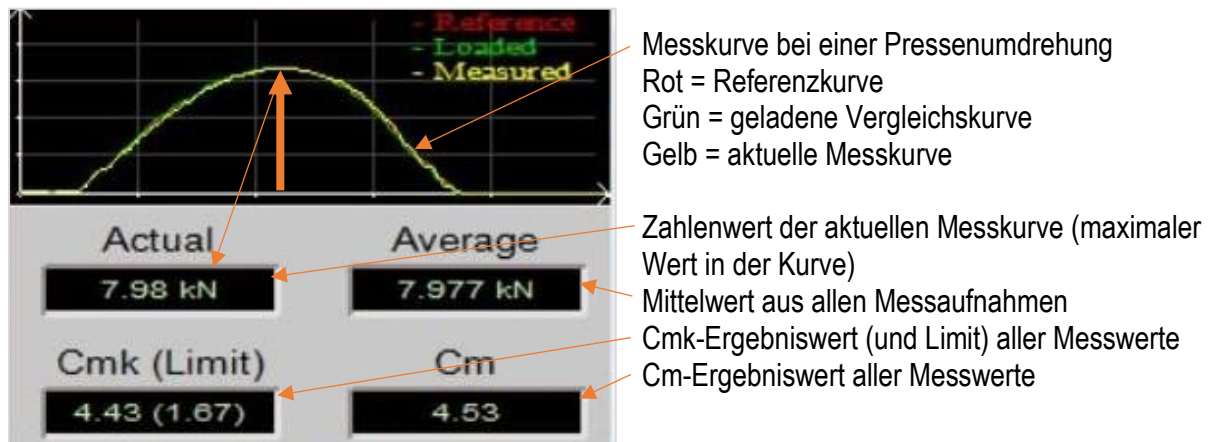 - Reference
- Loaded
- Measured
Messkurve bei einer Pressenumdrehung
Rot = Referenzkurve
Grün = geladene Vergleichskurve
Gelb = aktuelle Messkurve
Actual
Average
7.98 kN
7.977 kN
Zahlenwert der aktuellen Messkurve (maximaler
Wert in der Kurve)
Mittelwert aus allen Messaufnahmen
Cmk (Limit)
Cm
4.43 (1.67)
4.53
Cmk-Ergebniswert (und Limit) aller Messwerte
Cm-Ergebniswert aller Messwerte